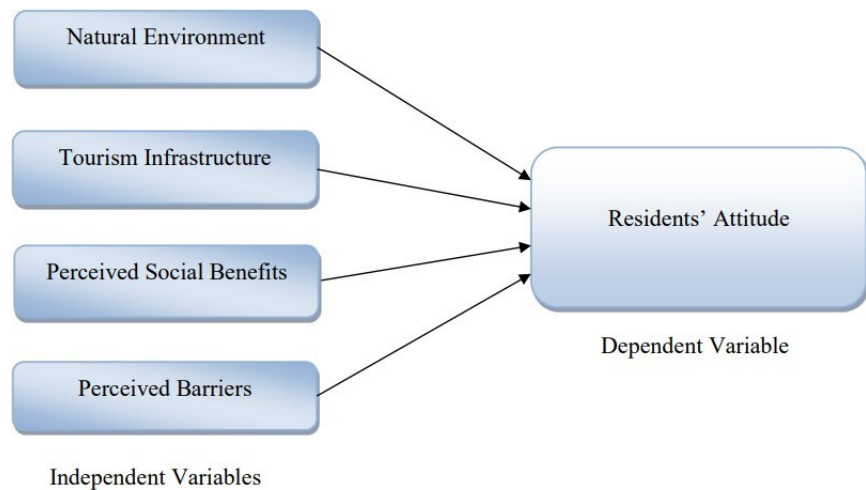 Natural Environment
Tourism Infrastructure
Perceived Social Benefits
Perceived Barriers
Independent Variables
Residents’ Attitude
Dependent Variable